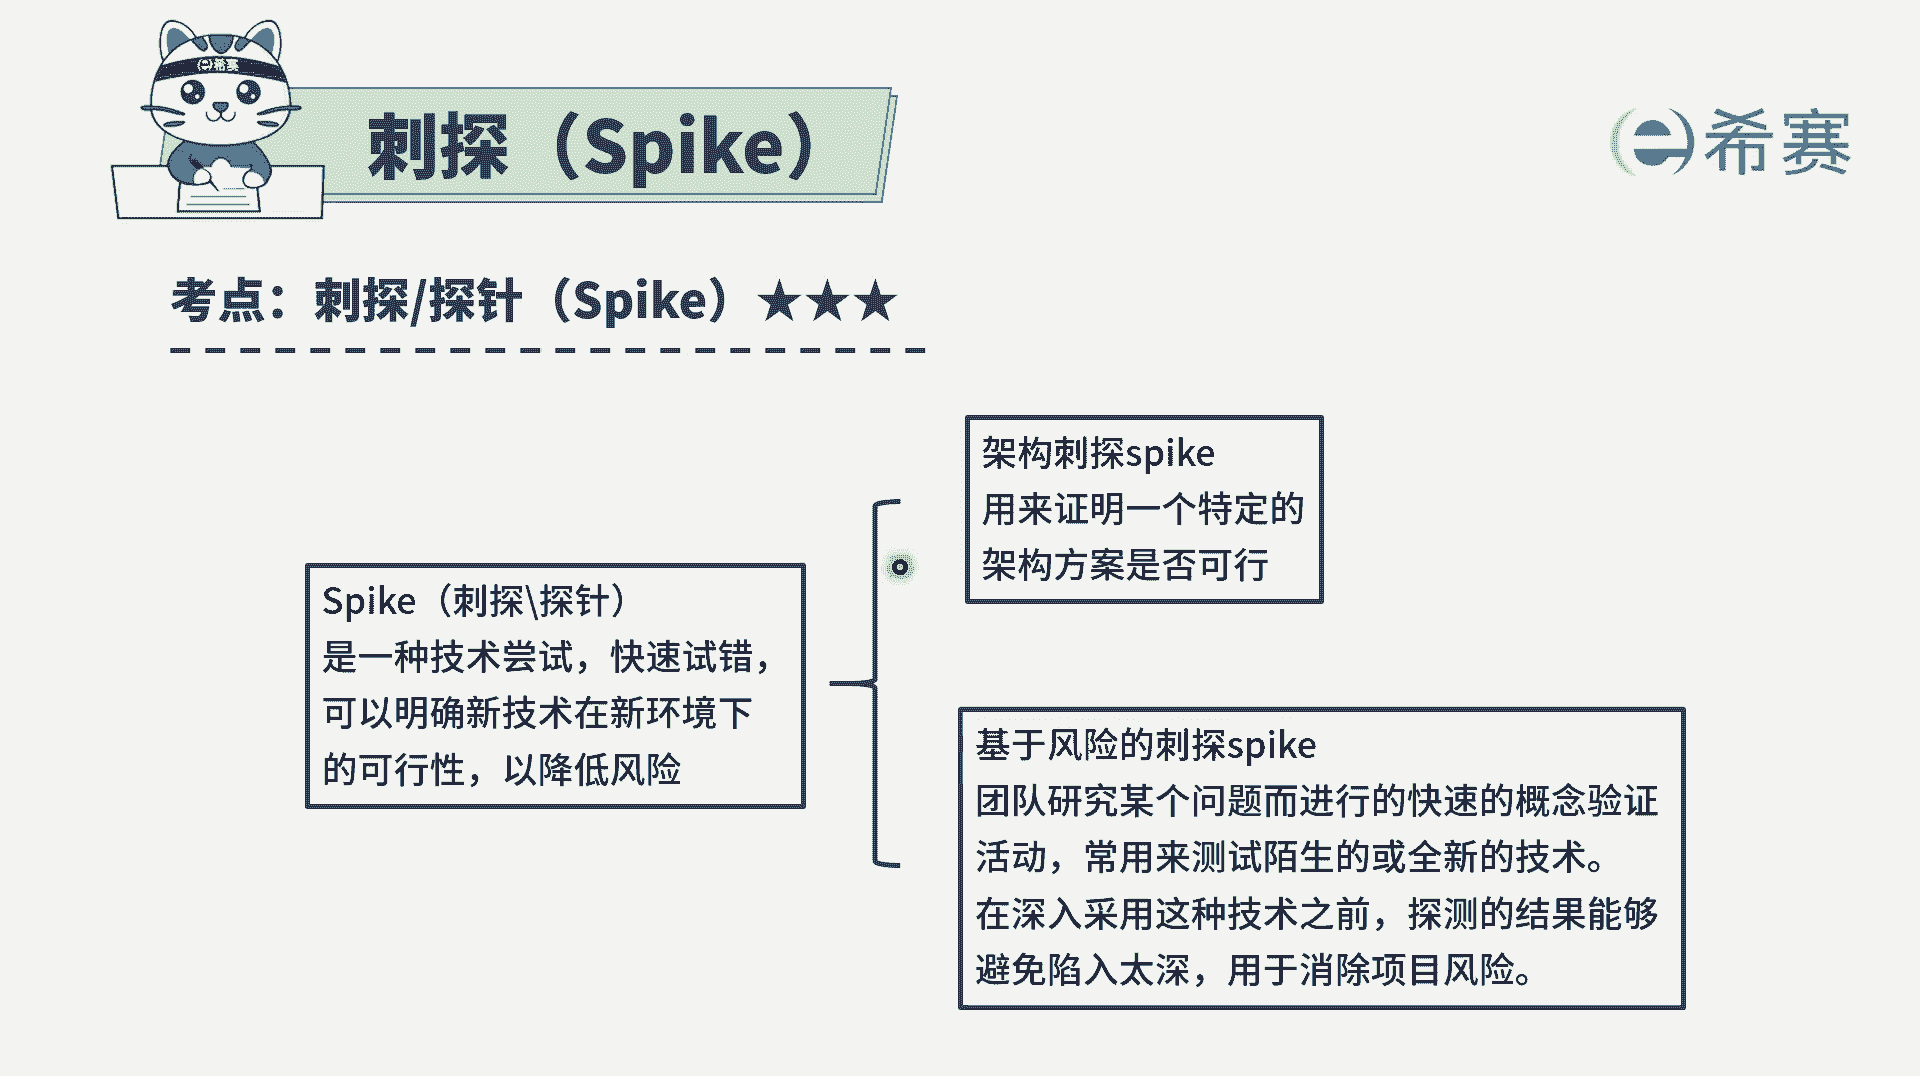 希赛
刺探（Spike）
希赛
考点：刺探/探针（Spike）★★★
架构刺探spike
用来证明一个特定的
架构方案是否可行
Spike（刺探\探针）
是一种技术尝试，快速试错，
可以明确新技术在新环境下
的可行性，以降低风险
基于风险的刺探spike
团队研究某个问题而进行的快速的概念验证
活动，常用来测试陌生的或全新的技术。
在深入采用这种技术之前，探测的结果能够
避免陷入太深，用于消除项目风险。